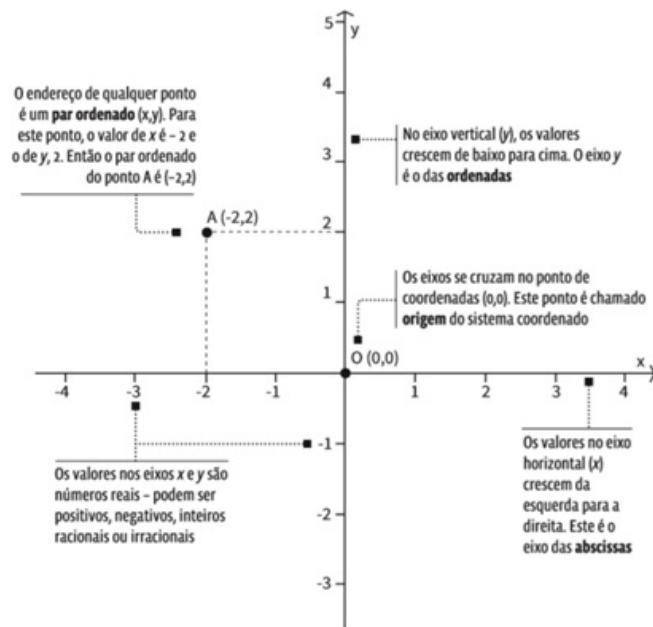 5
y
O endereço de qualquer ponto
é um par ordenado (x,y). Para
este ponto, o valor de x é – 2 e
o de y, 2. Então o par ordenado
do ponto A é (–2,2)
4
No eixo vertical (y), os valores
crescem de baixo para cima. O eixo y
é o das ordenadas
3
A (-2,2)
2
Os eixos se cruzam no ponto de
coordenadas (0,0). Este ponto é chamado
origem do sistema coordenado
1
O (0,0)
x
-4 -3 -2 -1 1 2 3 4
-1
Os valores nos eixos x e y são
números reais – podem ser
positivos, negativos, inteiros
racionais ou irracionais
Os valores no eixo
horizontal (x)
crescem da
esquerda para a
direita. Este é o
eixo das abscissas
-2
-3